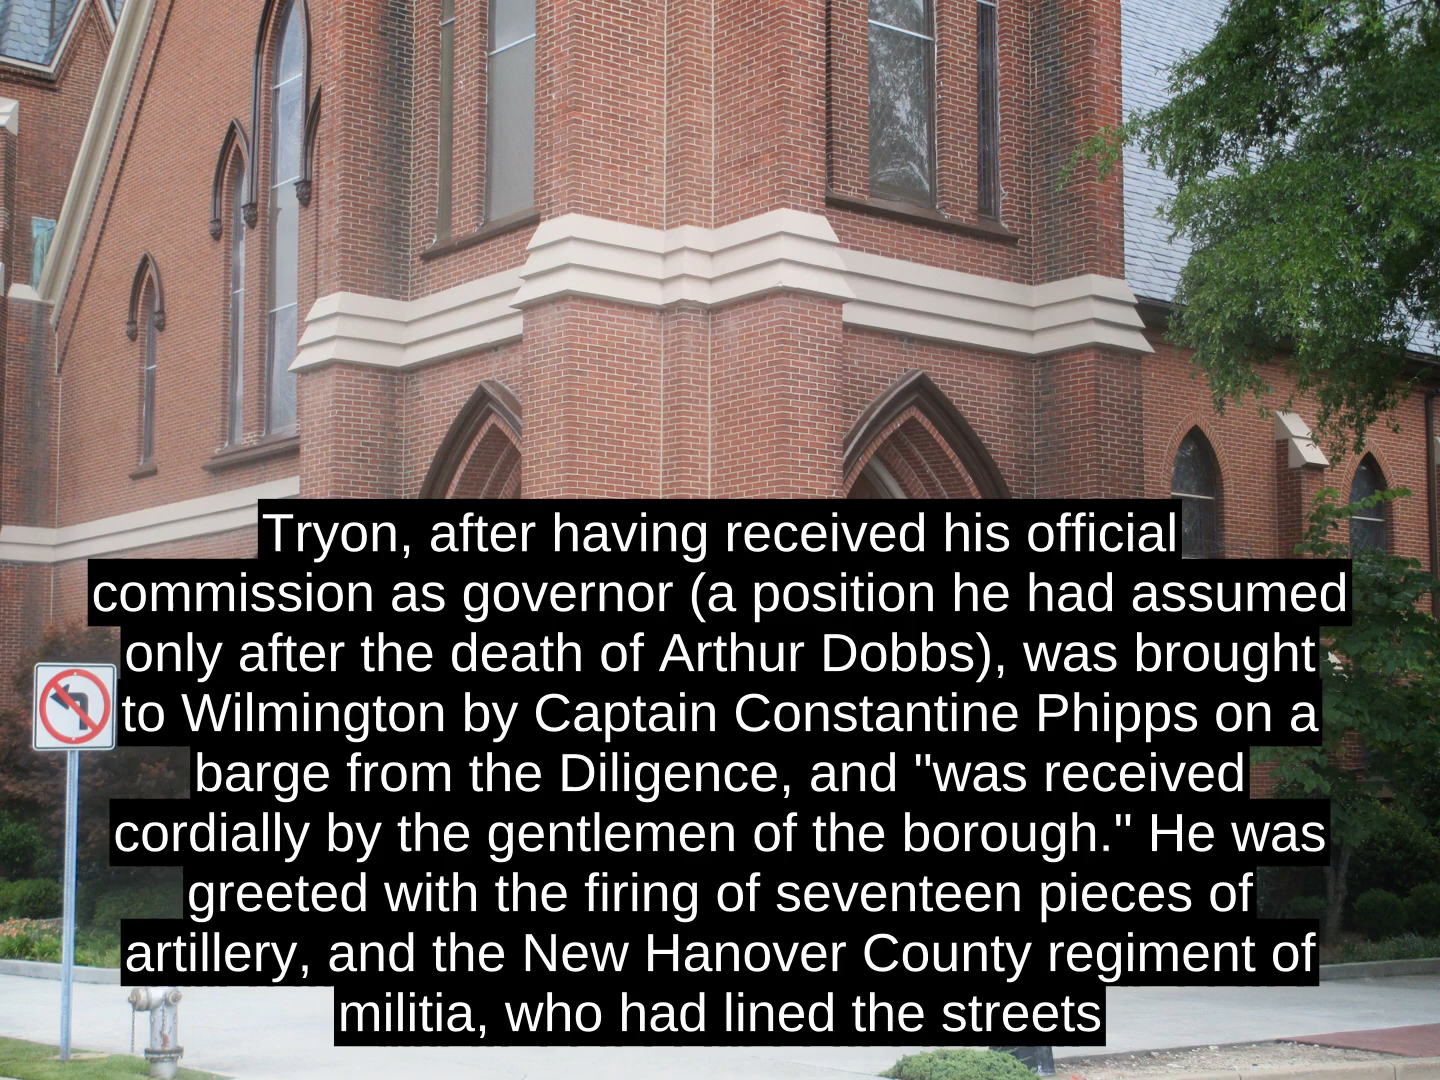 Tryon, after having received his official
commission as governor (a position he had assumed
only after the death of Arthur Dobbs), was brought
to Wilmington by Captain Constantine Phipps on a
barge from the Diligence, and "was received
cordially by the gentlemen of the borough." He was
greeted with the firing of seventeen pieces of
artillery, and the New Hanover County regiment of
militia, who had lined the streets